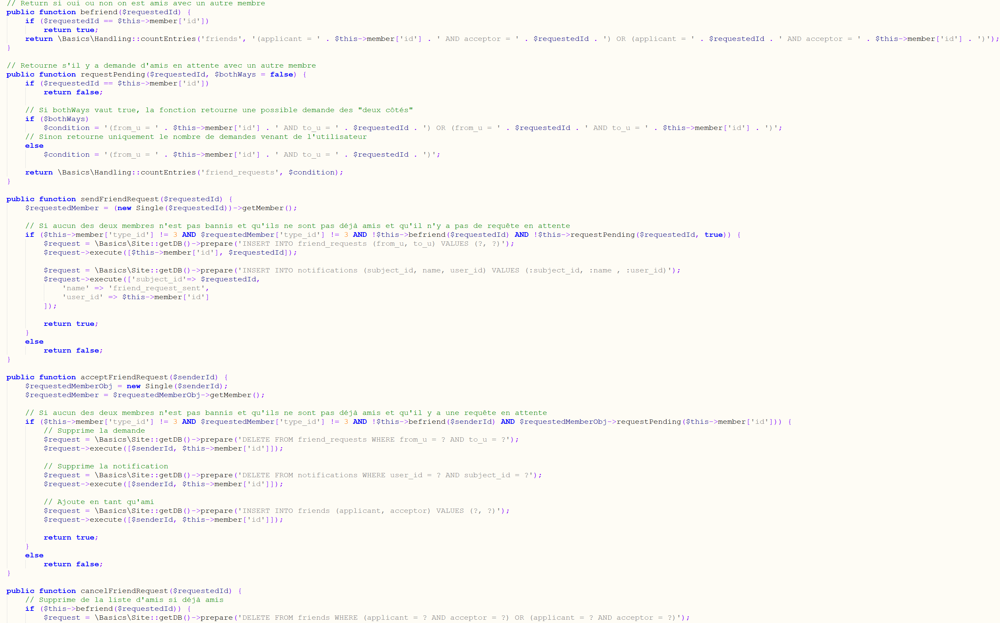 // Return si oui ou non on est amis avec un autre membre
public function befriend($requestedId) {
if ($requestedId == $this->member['id'])
return true;
return \Basics\Handling::countEntries('friends', '(applicant = ' . $this->member['id'] . ' AND acceptor = ' . $requestedId . ') OR (applicant = ' . $requestedId . ' AND acceptor = ' . $this->member['id'] . ')');
}
// Retourne s'il y a demande d'amis en attente avec un autre membre
public function requestPending($requestedId, $bothWays = false) {
if ($requestedId == $this->member['id'])
return false;
// Si bothWays vaut true, la fonction retourne une possible demande des "deux côtés"
if ($bothWays)
$condition = '(from_u = ' . $this->member['id'] . ' AND to_u = ' . $requestedId . ') OR (from_u = ' . $requestedId . ' AND to_u = ' . $this->member['id'] . ')';
// Sinon retourne uniquement le nombre de demandes venant de l'utilisateur
else
$condition = '(from_u = ' . $this->member['id'] . ' AND to_u = ' . $requestedId . ')';
return \Basics\Handling::countEntries('friend_requests', $condition);
}
public function sendFriendRequest($requestedId) {
$requestedMember = (new Single($requestedId))->getMember();
// Si aucun des deux membres n'est pas bannis et qu'ils ne sont pas déjà amis et qu'il n'y a pas de requête en attente
if ($this->member['type_id'] != 3 AND $requestedMember['type_id'] != 3 AND !$this->befriend($requestedId) AND !$this->requestPending($requestedId, true)) {
$request = \Basics\Site::getDB()->prepare('INSERT INTO friend_requests (from_u, to_u) VALUES (?, ?)');
$request->execute([$this->member['id'], $requestedId]);
$request = \Basics\Site::getDB()->prepare('INSERT INTO notifications (subject_id, name, user_id) VALUES (:subject_id, :name , :user_id)');
$request->execute(['subject_id'=> $requestedId,
'name' => 'friend_request_sent',
'user_id' => $this->member['id']
]);
return true;
}
else
return false;
}
public function acceptFriendRequest($senderId) {
$requestedMemberObj = new Single($senderId);
$requestedMember = $requestedMemberObj->getMember();
// Si aucun des deux membres n'est pas bannis et qu'ils ne sont pas déjà amis et qu'il y a une requête en attente
if ($this->member['type_id'] != 3 AND $requestedMember['type_id'] != 3 AND !$this->befriend($senderId) AND $requestedMemberObj->requestPending($this->member['id'])) {
// Supprime la demande
$request = \Basics\Site::getDB()->prepare('DELETE FROM friend_requests WHERE from_u = ? AND to_u = ?');
$request->execute([$senderId, $this->member['id']]);
// Supprime la notification
$request = \Basics\Site::getDB()->prepare('DELETE FROM notifications WHERE user_id = ? AND subject_id = ?');
$request->execute([$senderId, $this->member['id']]);
// Ajoute en tant qu'ami
$request = \Basics\Site::getDB()->prepare('INSERT INTO friends (applicant, acceptor) VALUES (?, ?)');
$request->execute([$senderId, $this->member['id']]);
return true;
}
else
return false;
}
public function cancelFriendRequest($requestedId) {
// Supprime de la liste d'amis si déjà amis
if ($this->befriend($requestedId)) {
$request = \Basics\Site::getDB()->prepare('DELETE FROM friends WHERE (applicant = ? AND acceptor = ?) OR (applicant = ? AND acceptor = ?)');